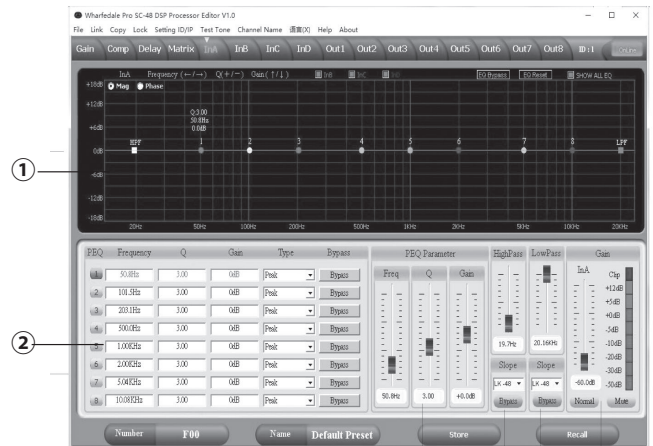 Wharfedale Pro SC-48 DSP Processor Editor V1.0
File Link Copy Lock Setting ID/IP Test Tone Channel Name 语言(X) Help About
Gain Comp Delay Matrix InA InB InC InD Out1 Out2 Out3 Out4 Out5 Out6 Out7 Out8 ID:1
InA Frequency(←/→) Q(+/−) Gain(↑/↓) InB InC InD EQ Bypass EQ Reset SHOW ALL EQ
+18dB Mag Phase
+12dB
Q:3.00
50.8Hz
+6dB
0.0dB
HPF 1 2 3 4 5 6 7 8 LPF
0dB
①
-6dB
-12dB
-18dB
20Hz 50Hz 100Hz 200Hz 500Hz 1KHz 2KHz 5KHz 10KHz 20KHz
PEQ Frequency Q Gain Type Bypass PEQ Parameter HighPass LowPass Gain
Freq Q Gain InA Clip
1 50.8Hz 3.00 0dB Peak Bypass
+12dB
2 101.5Hz 3.00 0dB Peak Bypass
+5dB
3 203.1Hz 3.00 0dB Peak Bypass
+0dB
4 500.0Hz 3.00 0dB Peak Bypass
-5dB
② 5 1.00KHz 3.00 0dB Peak Bypass 19.7Hz 20.16KHz -10dB
6 2.00KHz 3.00 0dB Peak Bypass Slope Slope -20dB
-30dB
7 5.04KHz 3.00 0dB Peak Bypass LK-48 LK-48 -60.0dB -50dB
8 10.08KHz 3.00 0dB Peak Bypass 50.8Hz 3.00 +0.0dB Bypass Bypass Normal Mute
Number F00 Name Default Preset Store Recall